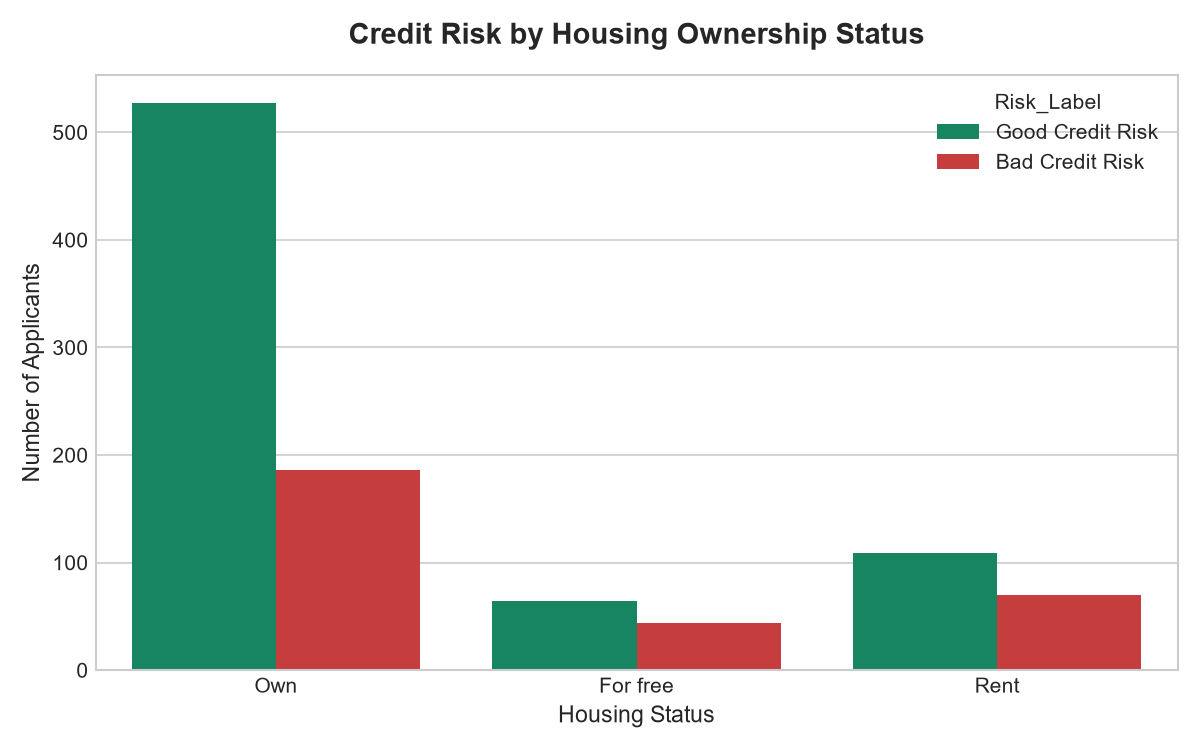 Credit Risk by Housing Ownership Status
Risk_Label
Good Credit Risk
Bad Credit Risk
Number of Applicants
500
400
300
200
100
0
Own
For free
Rent
Housing Status